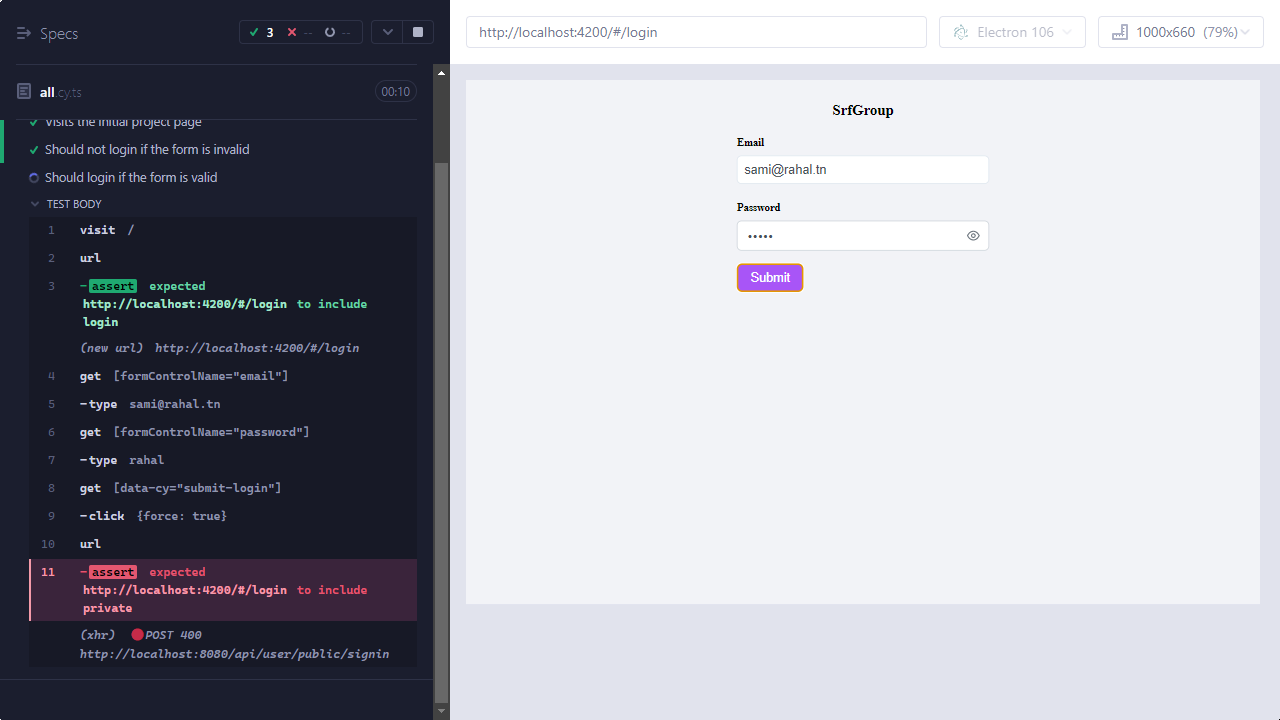 Specs
3 -- --
all.cy.ts
00:10
Visits the initial project page
Should not login if the form is invalid
Should login if the form is valid
TEST BODY
1 visit /
2 url
3 -assert expected
http://localhost:4200/#/login to include
login
(new url) http://localhost:4200/#/login
4 get [formControlName="email"]
5 -type sami@rahal.tn
6 get [formControlName="password"]
7 -type rahal
8 get [data-cy="submit-login"]
9 -click {force: true}
10 url
11 -assert expected
http://localhost:4200/#/login to include
private
(xhr) POST 400
http://localhost:8080/api/user/public/signin
http://localhost:4200/#/login
Electron 106
1000x660 (79%)
SrfGroup
Email
sami@rahal.tn
Password
•••••
Submit